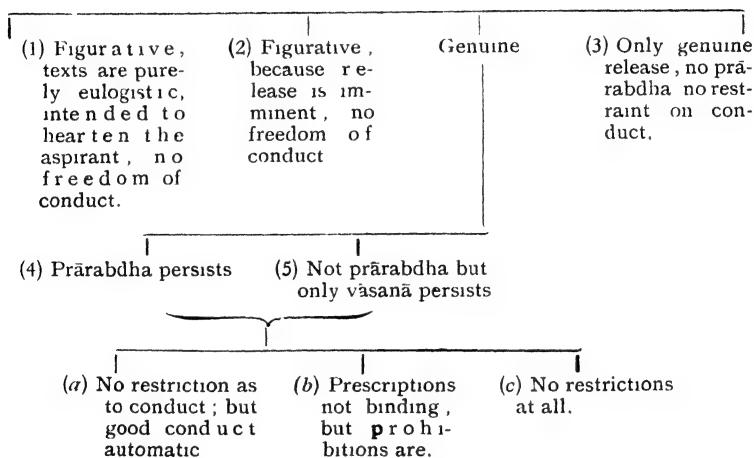 (1) Figurative,
texts are pure-
ly eulogistic,
intended to
hearten the
aspirant, no
freedom of
conduct.
(2) Figurative,
because re-
lease is im-
minent, no
freedom of
conduct
Genuine
(3) Only genuine
release, no prā-
rabdha no rest-
raint on con-
duct.
(4) Prārabdha persists
(5) Not prārabdha but
only vāsanā persists
(a) No restriction as
to conduct; but
good conduct
automatic
(b) Prescriptions
not binding,
but prohi-
bitions are.
(c) No restrictions
at all.